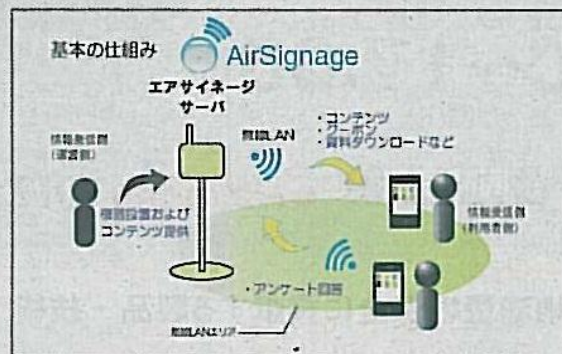 基本の仕組み
AirSignage
エアサイネージ
サーバ
無線LAN
・コンテンツ
・クーポン
・資料ダウンロードなど
情報発信側
(運営側)
機器設置および
コンテンツ提供
情報受信側
(利用者側)
・アンケート回答
無線LANエリア